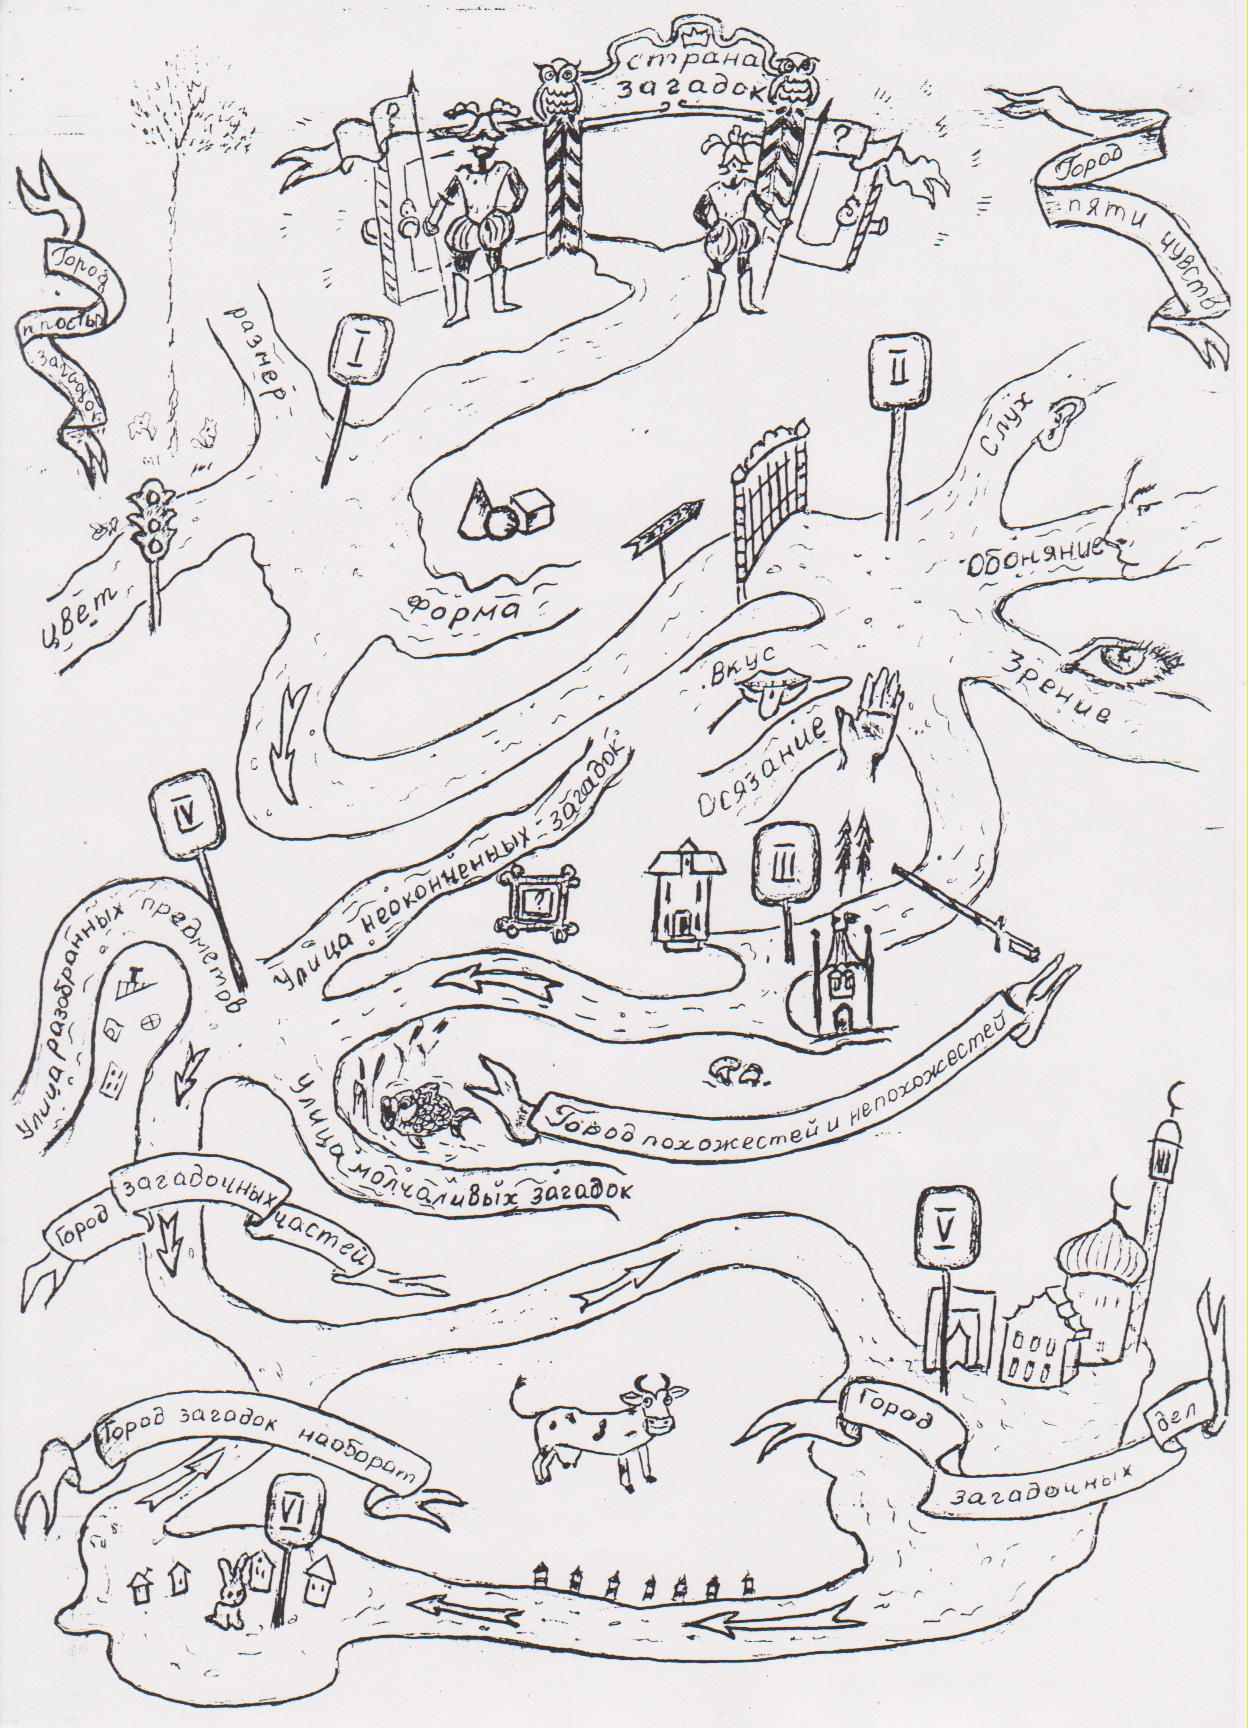 страна
загадок
?
?
Город
пяти чувств
Город
простых
загадок
размер
I
II
слух
Обоняние
цвет
Форма
Вкус
Зрение
Осязание
IV
III
Улица неоконченных загадок
?
Улица разобранных предметов
Город похожестей и непохожестей
Улица молчаливых загадок
Город
загадочных
частей
V
Город
загадочных
дел
Город загадок наоборот
VI